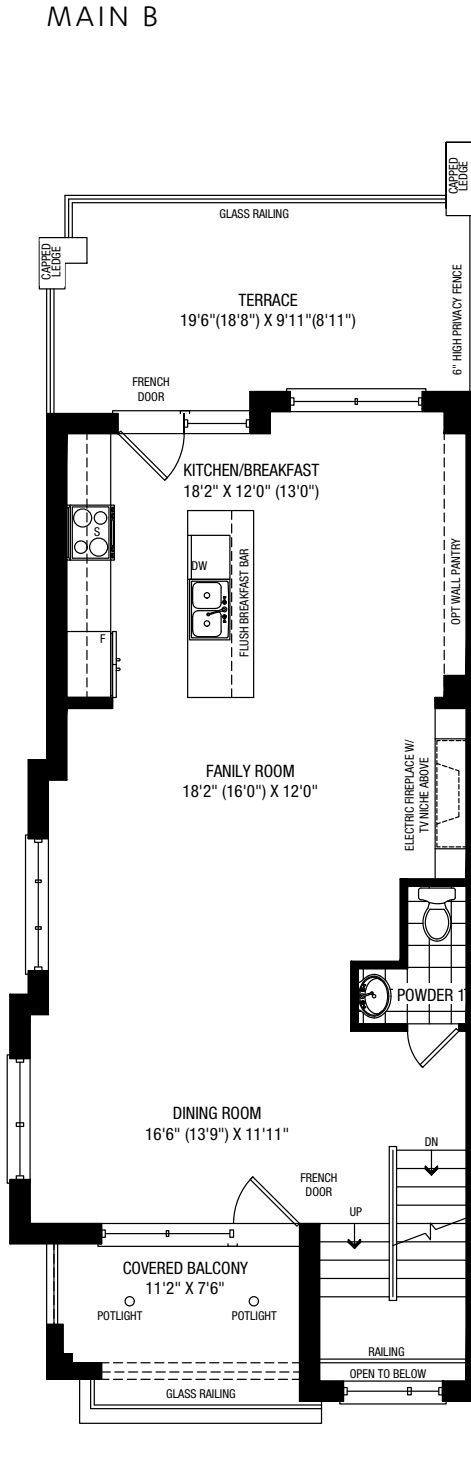 MAIN B
CAPPED
LEDGE
GLASS RAILING
CAPPED
LEDGE
TERRACE
19'6"(18'8") X 9'11"(8'11")
6" HIGH PRIVACY FENCE
FRENCH
DOOR
KITCHEN/BREAKFAST
18'2" X 12'0" (13'0")
S
DW
FLUSH BREAKFAST BAR
OPT WALL PANTRY
F
FANILY ROOM
18'2" (16'0") X 12'0"
ELECTRIC FIREPLACE W/
TV NICHE ABOVE
POWDER 1
DINING ROOM
16'6" (13'9") X 11'11"
DN
FRENCH
DOOR
UP
COVERED BALCONY
11'2" X 7'6"
POTLIGHT
POTLIGHT
RAILING
OPEN TO BELOW
GLASS RAILING